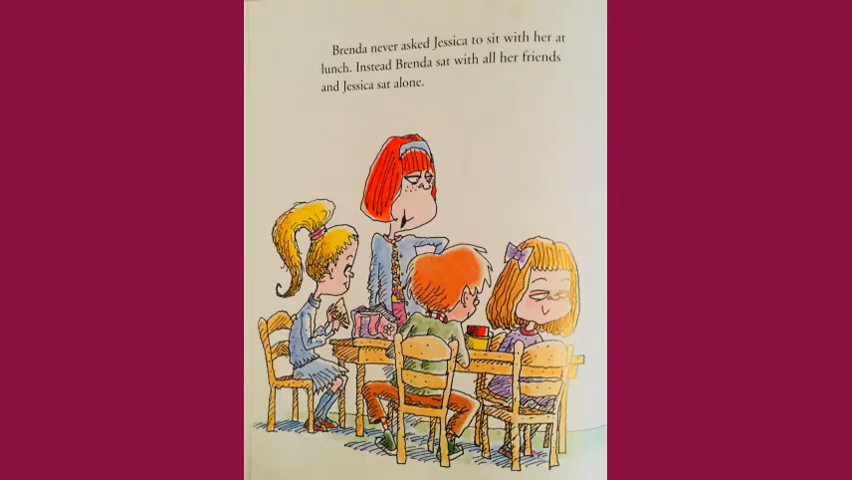 Brenda never asked Jessica to sit with her at
lunch. Instead Brenda sat with all her friends
and Jessica sat alone.